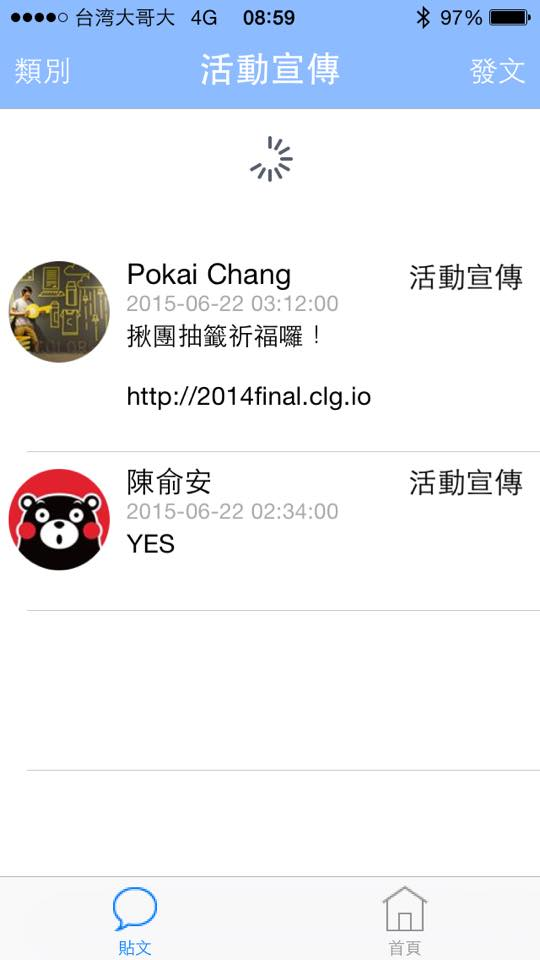 台湾大哥大 4G 08:59 97%
類別 活動宣傳 發文
Pokai Chang 活動宣傳
2015-06-22 03:12:00
揪團抽籤祈福囉！
http://2014final.clg.io
陳俞安 活動宣傳
2015-06-22 02:34:00
YES
貼文 首頁